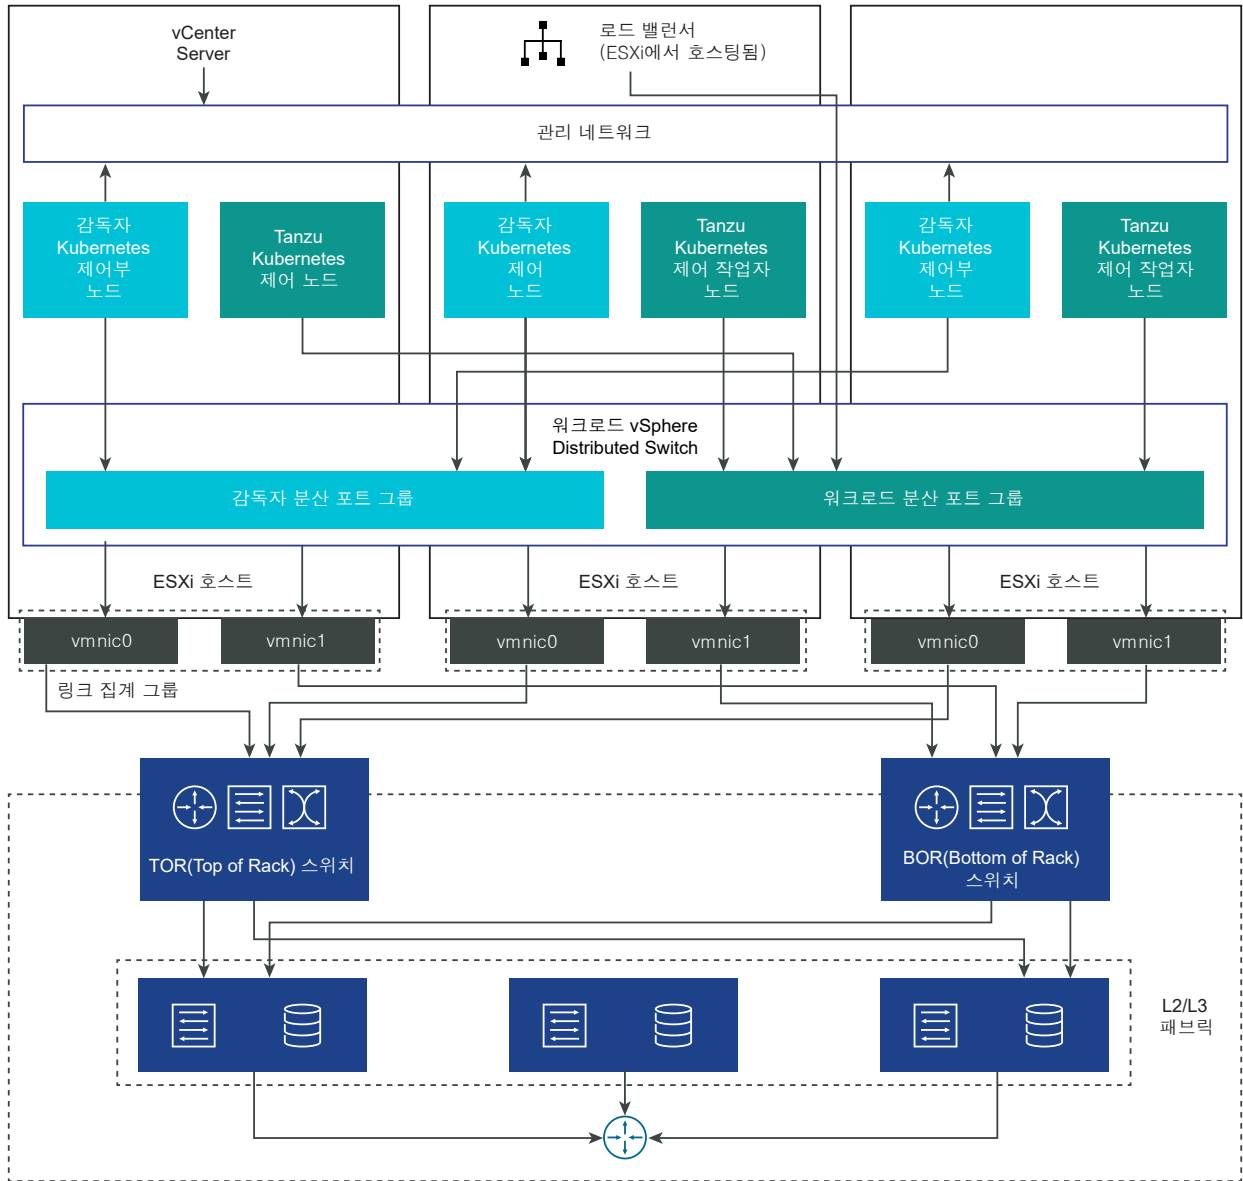 vCenter
Server
로드 밸런서
(ESXi에서 호스팅됨)
관리 네트워크
감독자
Kubernetes
제어부
노드
Tanzu
Kubernetes
제어 노드
감독자
Kubernetes
제어
노드
Tanzu
Kubernetes
제어 작업자
노드
감독자
Kubernetes
제어부
노드
Tanzu
Kubernetes
제어 작업자
노드
워크로드 vSphere
Distributed Switch
감독자 분산 포트 그룹
워크로드 분산 포트 그룹
ESXi 호스트
ESXi 호스트
ESXi 호스트
vmnic0
vmnic1
vmnic0
vmnic1
vmnic0
vmnic1
링크 집계 그룹
TOR(Top of Rack) 스위치
BOR(Bottom of Rack)
스위치
L2/L3
패브릭